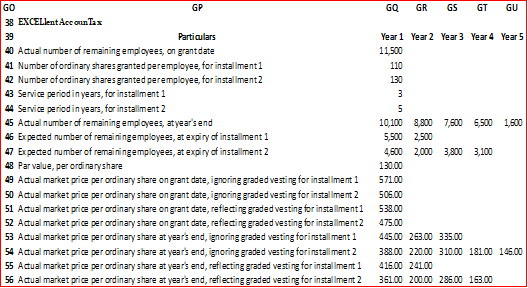 GO GP GQ GR GS GT GU
38 EXCELlent AccounTax
39 Particulars Year 1 Year 2 Year 3 Year 4 Year 5
40 Actual number of remaining employees, on grant date 11,500
41 Number of ordinary shares granted per employee, for installment 1 110
42 Number of ordinary shares granted per employee, for installment 2 130
43 Service period in years, for installment 1 3
44 Service period in years, for installment 2 5
45 Actual number of remaining employees, at year's end 10,100 8,800 7,600 6,500 1,600
46 Expected number of remaining employees, at expiry of installment 1 5,500 2,500
47 Expected number of remaining employees, at expiry of installment 2 4,600 2,000 3,800 3,100
48 Par value, per ordinary share 130.00
49 Actual market price per ordinary share on grant date, ignoring graded vesting for installment 1 571.00
50 Actual market price per ordinary share on grant date, ignoring graded vesting for installment 2 506.00
51 Actual market price per ordinary share on grant date, reflecting graded vesting for installment 1 538.00
52 Actual market price per ordinary share on grant date, reflecting graded vesting for installment 2 475.00
53 Actual market price per ordinary share at year's end, ignoring graded vesting for installment 1 445.00 263.00 335.00
54 Actual market price per ordinary share at year's end, ignoring graded vesting for installment 2 388.00 220.00 310.00 181.00 146.00
55 Actual market price per ordinary share at year's end, reflecting graded vesting for installment 1 416.00 241.00
56 Actual market price per ordinary share at year's end, reflecting graded vesting for installment 2 361.00 200.00 286.00 163.00